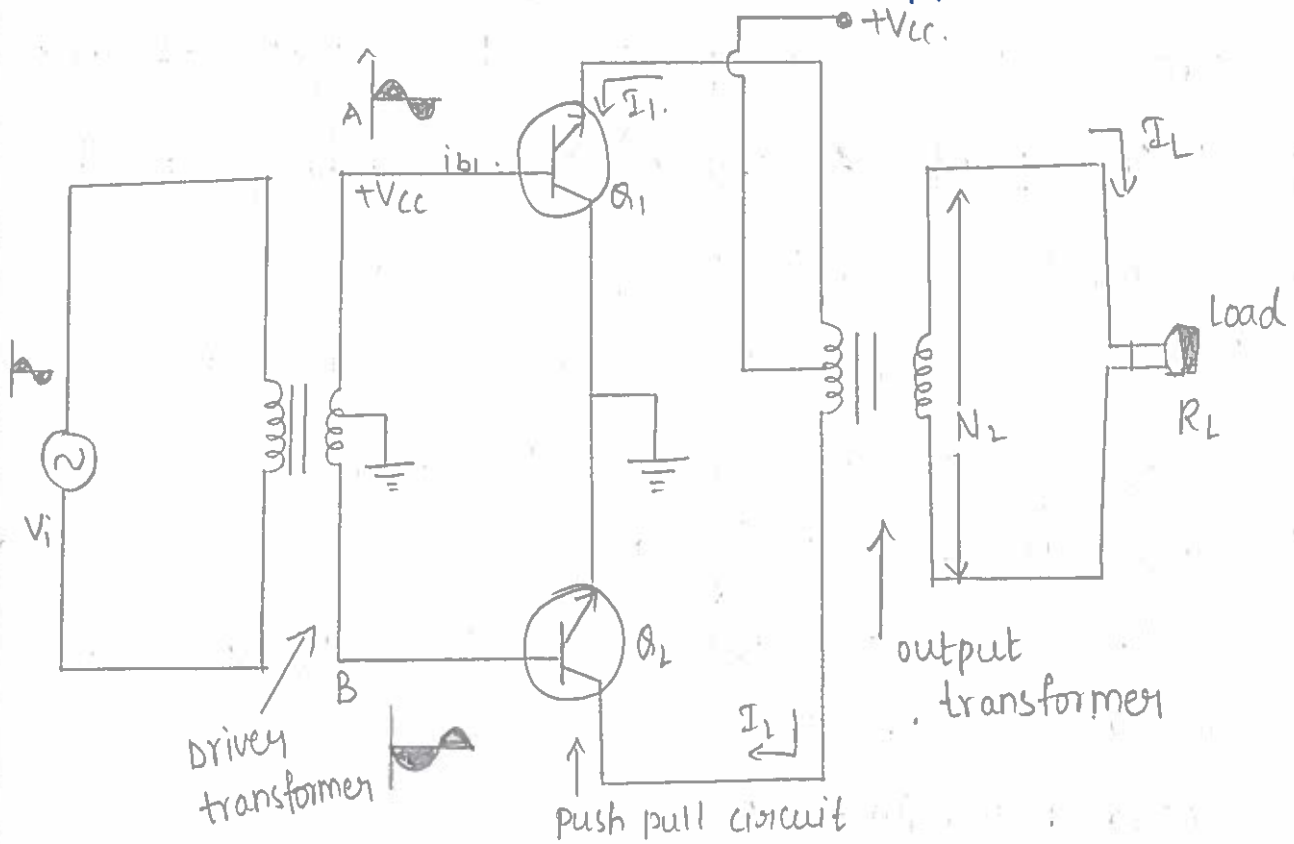 +Vcc.
A
I1.
ib1.
+Vcc
Q1
IL
Load
RL
N2
Vi
B
Q2
I2
Driver
transformer
output
transformer
push pull circuit